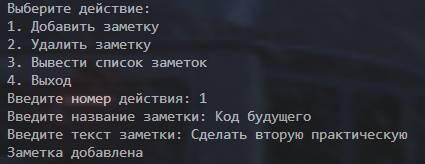 Выберите действие:
1. Добавить заметку
2. Удалить заметку
3. Вывести список заметок
4. Выход
Введите номер действия: 1
Введите название заметки: Код будущего
Введите текст заметки: Сделать вторую практическую
Заметка добавлена